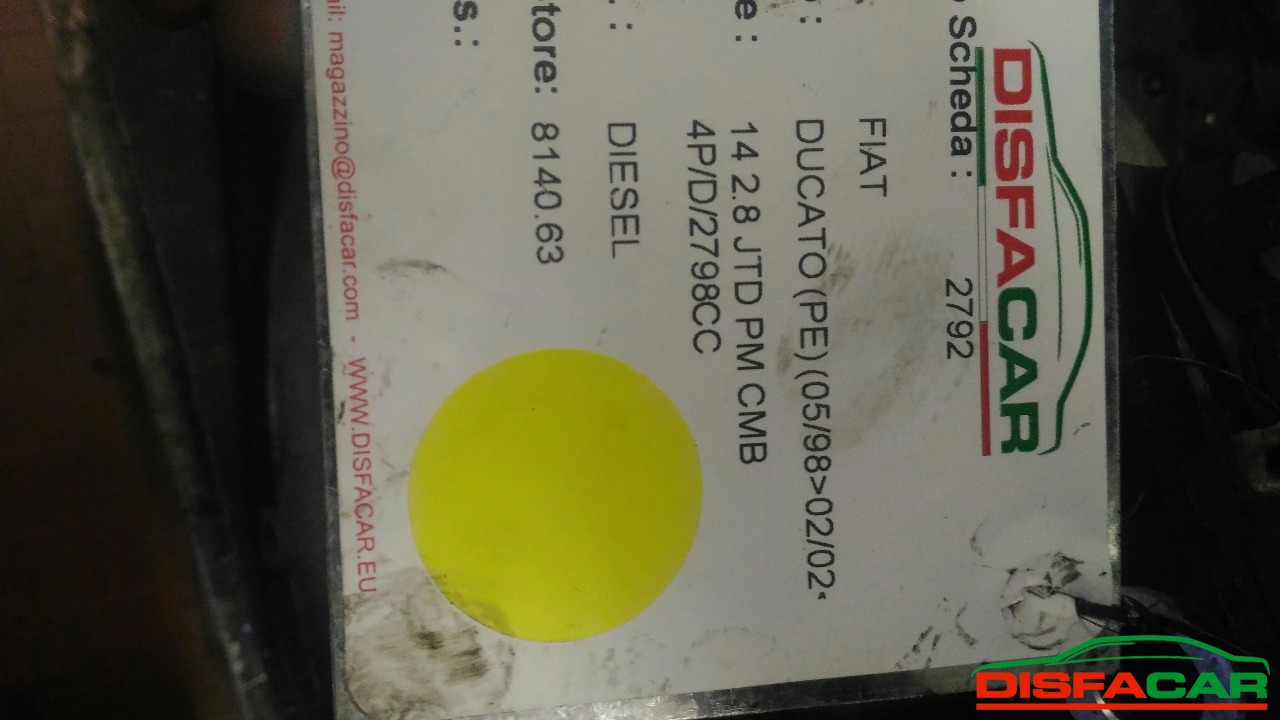 DISFACAR
Scheda : 2792
FIAT
: DUCATO (PE) (05/98>02/02<
e : 14 2.8 JTD PM CMB
4P/D/2798CC
. : DIESEL
tore: 8140.63
s.:
ail: magazzino@disfacar.com - WWW.DISFACAR.EU
DISFACAR